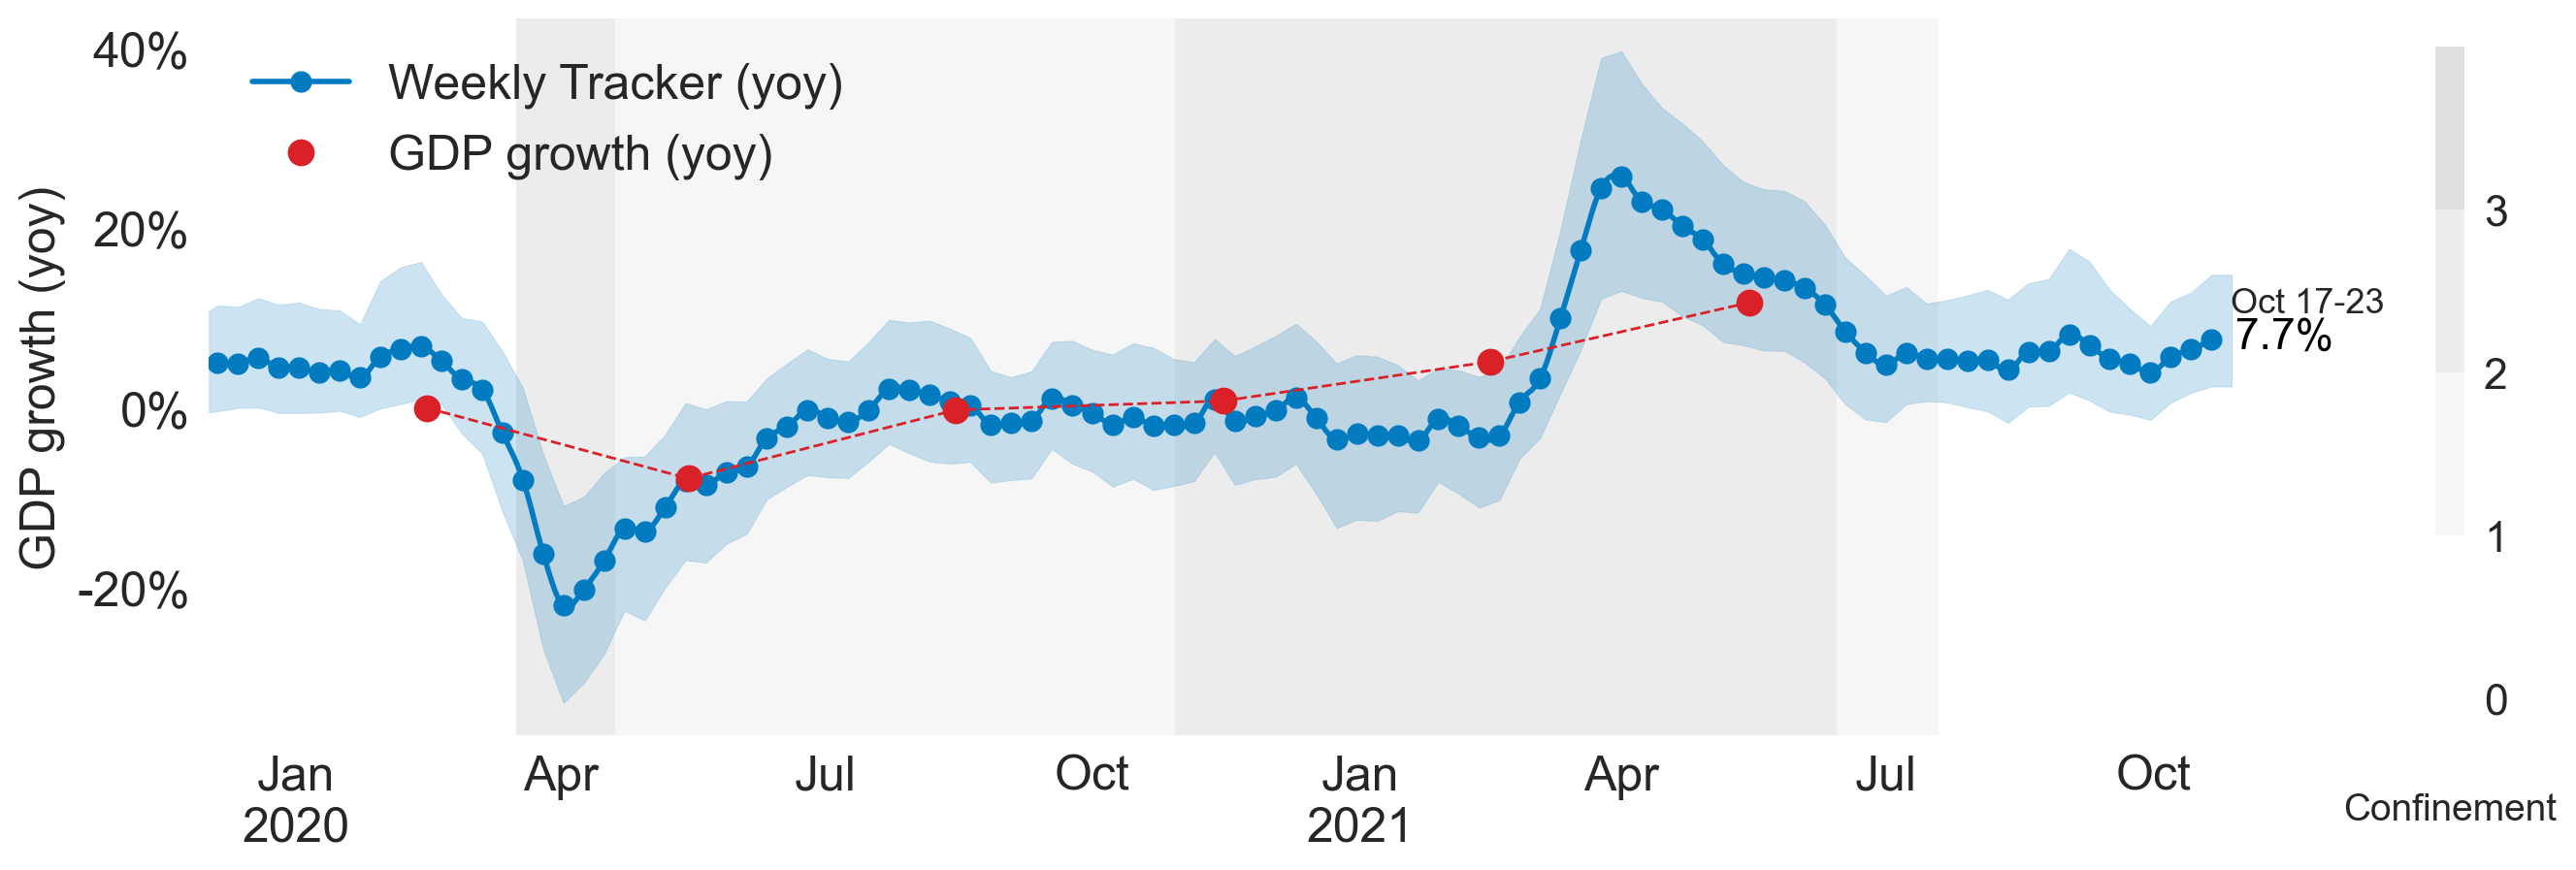 Weekly Tracker (yoy)
GDP growth (yoy)
GDP growth (yoy)
40%
20%
0%
-20%
Jan
2020
Apr
Jul
Oct
Jan
2021
Apr
Jul
Oct
Oct 17-23
7.7%
3
2
1
0
Confinement